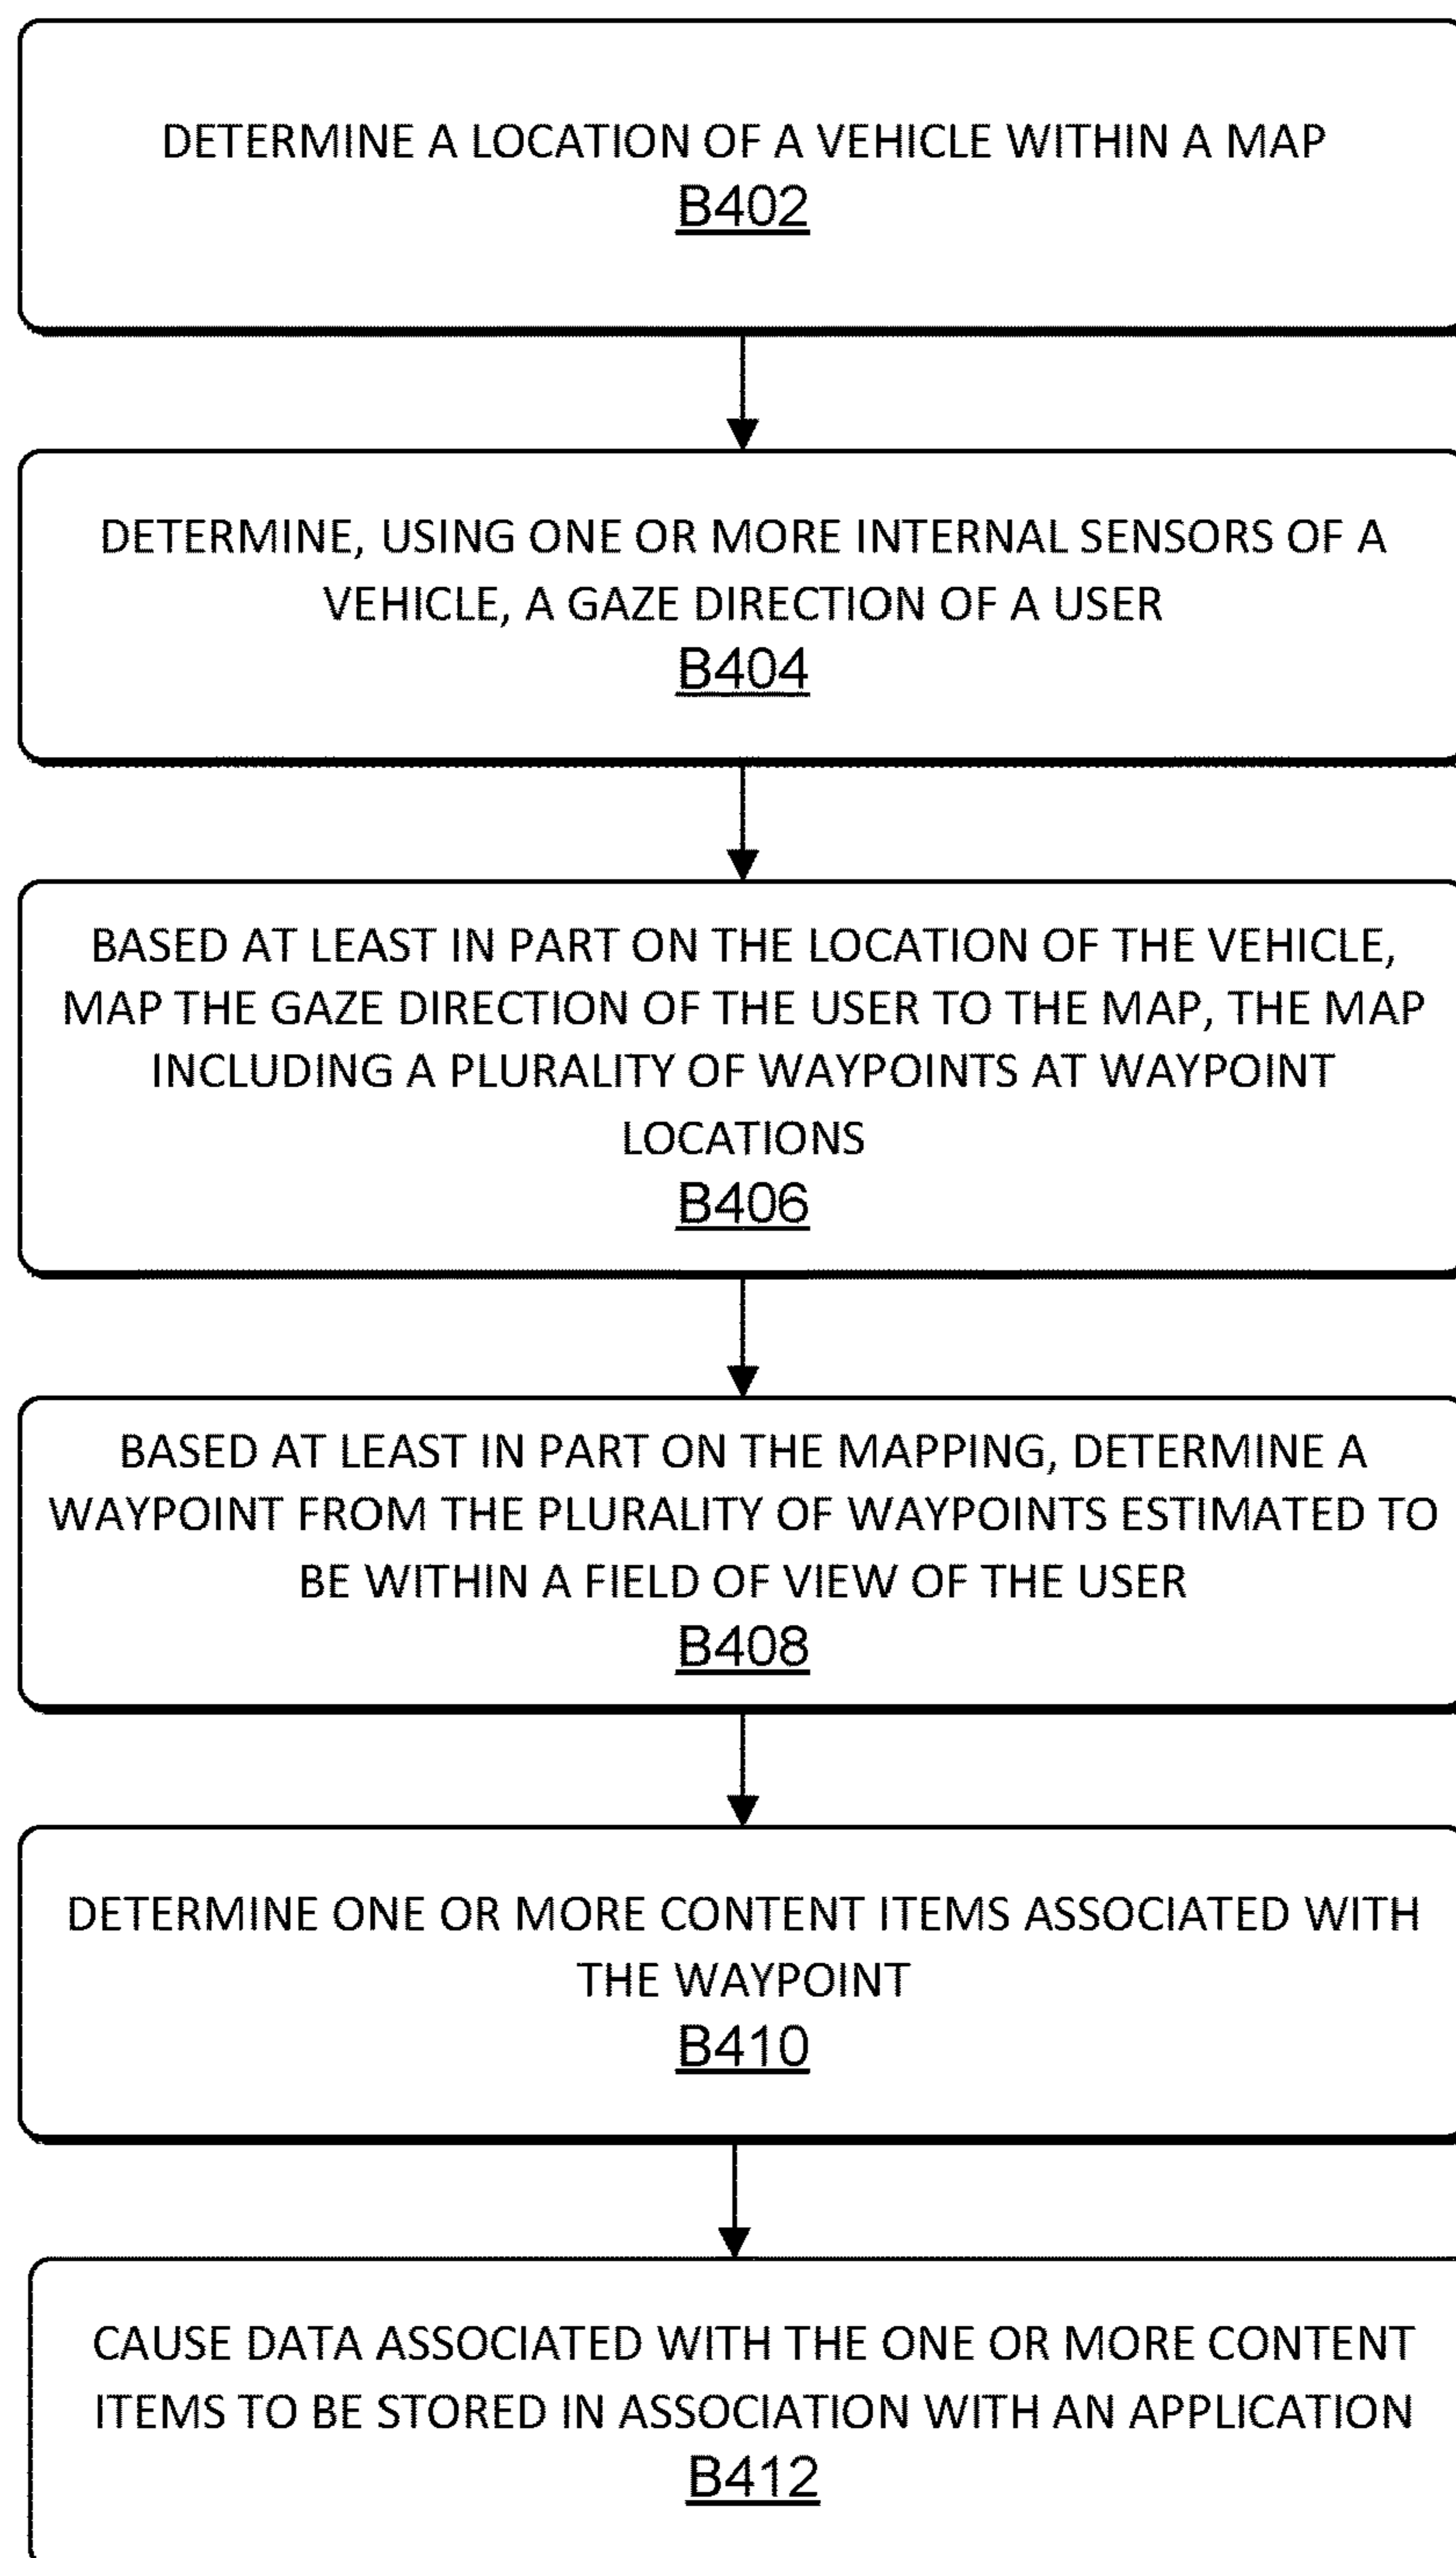 DETERMINE A LOCATION OF A VEHICLE WITHIN A MAP
B402
DETERMINE, USING ONE OR MORE INTERNAL SENSORS OF A
VEHICLE, A GAZE DIRECTION OF A USER
B404
BASED AT LEAST IN PART ON THE LOCATION OF THE VEHICLE,
MAP THE GAZE DIRECTION OF THE USER TO THE MAP, THE MAP
INCLUDING A PLURALITY OF WAYPOINTS AT WAYPOINT
LOCATIONS
B406
BASED AT LEAST IN PART ON THE MAPPING, DETERMINE A
WAYPOINT FROM THE PLURALITY OF WAYPOINTS ESTIMATED TO
BE WITHIN A FIELD OF VIEW OF THE USER
B408
DETERMINE ONE OR MORE CONTENT ITEMS ASSOCIATED WITH
THE WAYPOINT
B410
CAUSE DATA ASSOCIATED WITH THE ONE OR MORE CONTENT
ITEMS TO BE STORED IN ASSOCIATION WITH AN APPLICATION
B412